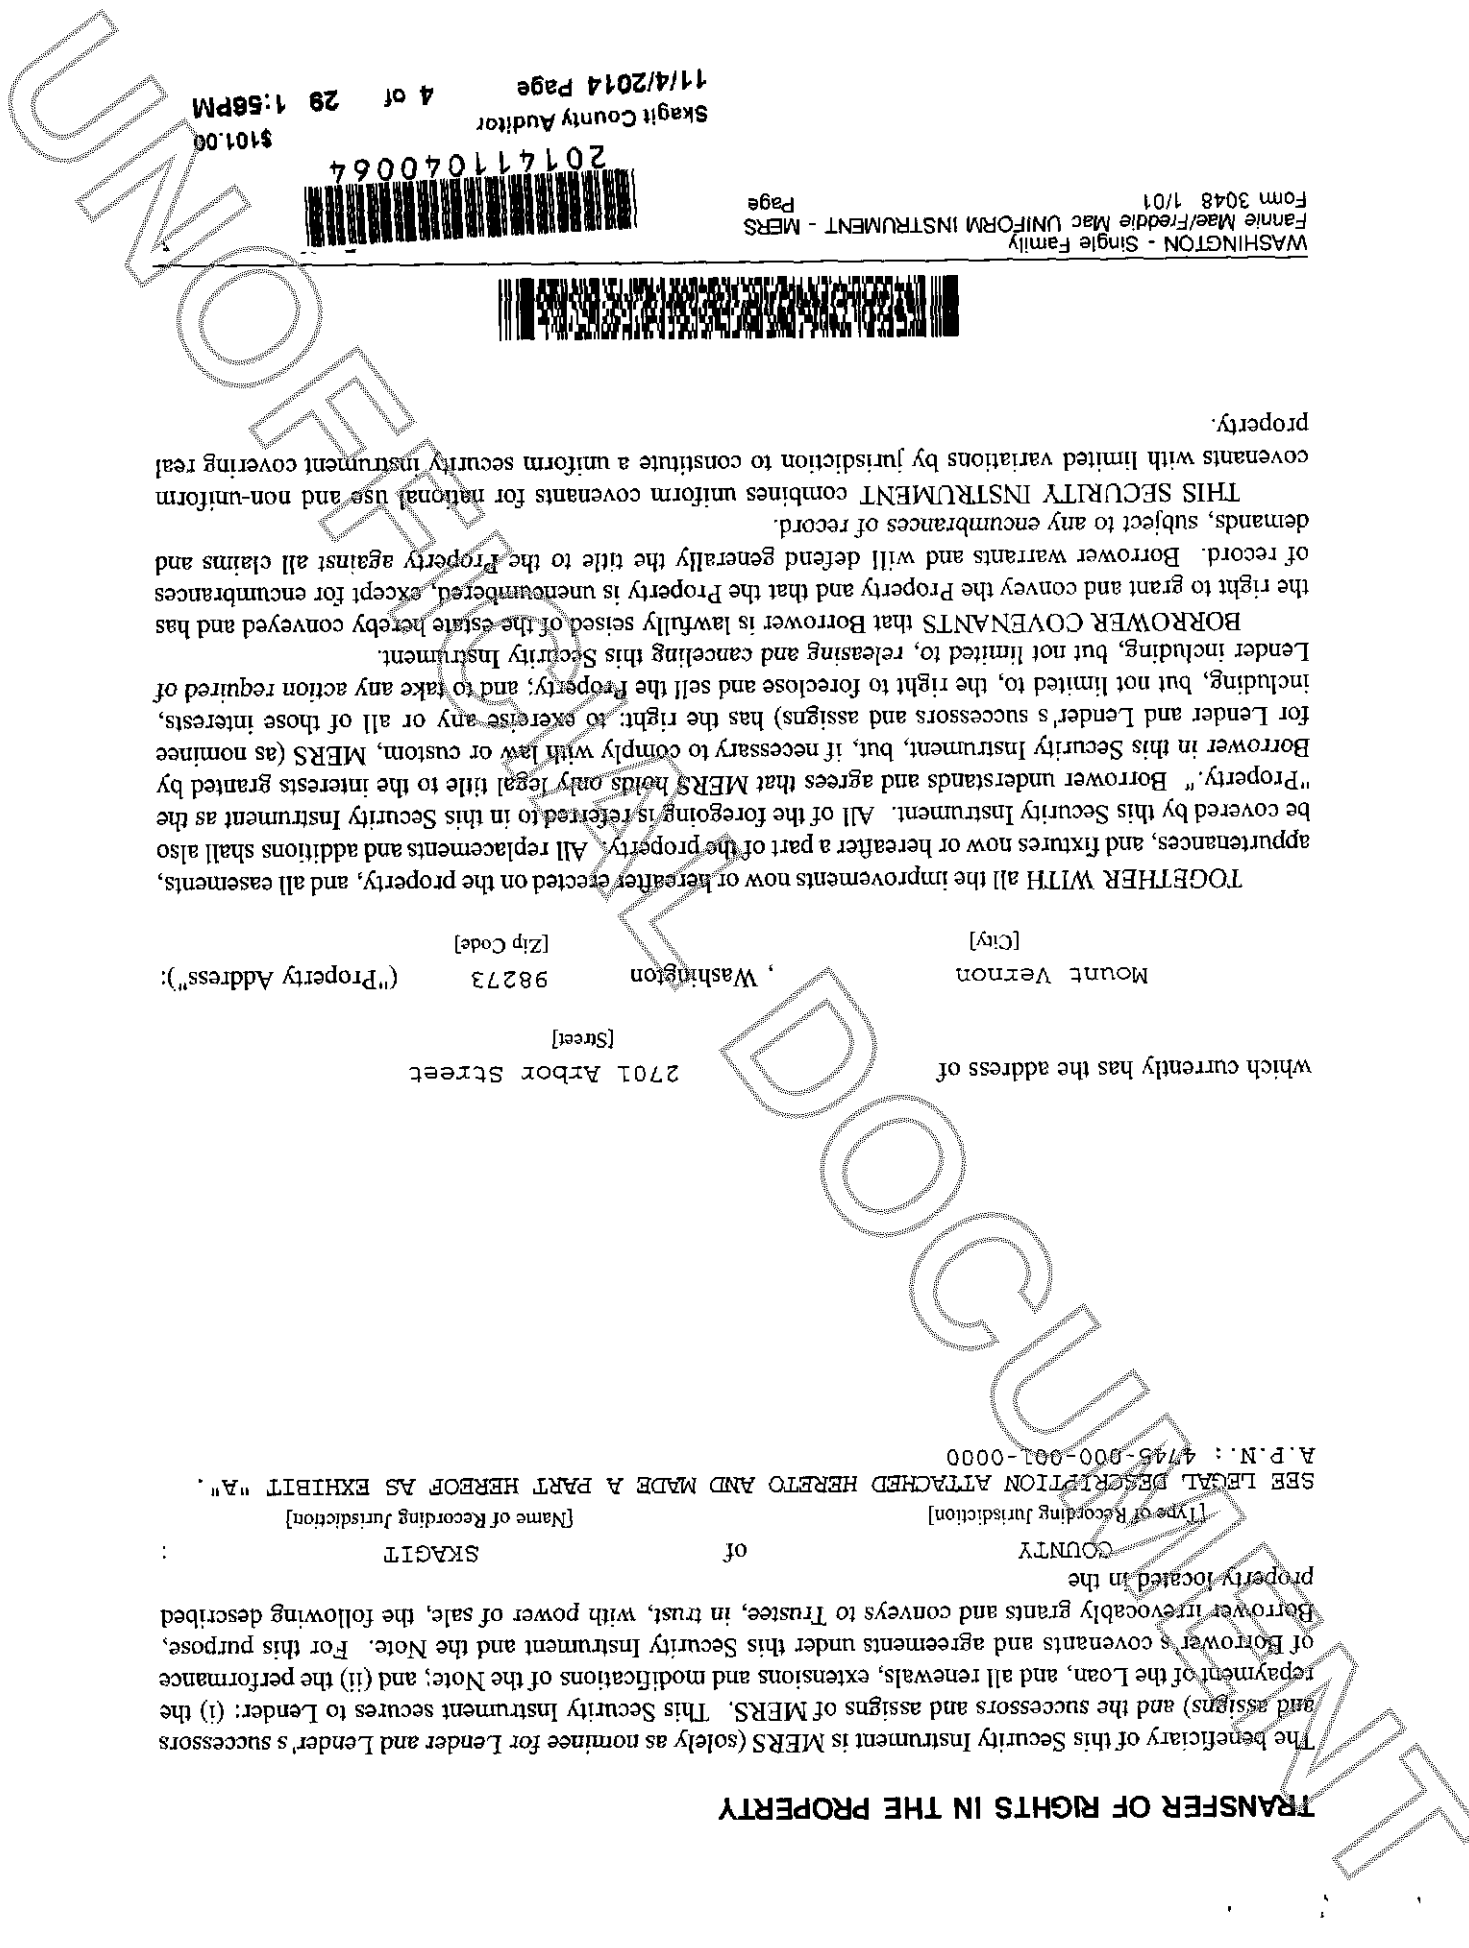 TRANSFER OF RIGHTS IN THE PROPERTY
The beneficiary of this Security Instrument is MERS (solely as nominee for Lender and Lender's successors
and assigns) and the successors and assigns of MERS. This Security Instrument secures to Lender: (i) the
repayment of the Loan, and all renewals, extensions and modifications of the Note; and (ii) the performance
of Borrower's covenants and agreements under this Security Instrument and the Note. For this purpose,
Borrower irrevocably grants and conveys to Trustee, in trust, with power of sale, the following described
property located in the
COUNTY of SKAGIT :
[Type of Recording Jurisdiction] [Name of Recording Jurisdiction]
SEE LEGAL DESCRIPTION ATTACHED HERETO AND MADE A PART HEREOF AS EXHIBIT "A".
A.P.N.: 4745-000-001-0000
which currently has the address of 2701 Arbor Street
[Street]
Mount Vernon , Washington 98273 ("Property Address"):
[City] [Zip Code]
TOGETHER WITH all the improvements now or hereafter erected on the property, and all easements,
appurtenances, and fixtures now or hereafter a part of the property. All replacements and additions shall also
be covered by this Security Instrument. All of the foregoing is referred to in this Security Instrument as the
"Property." Borrower understands and agrees that MERS holds only legal title to the interests granted by
Borrower in this Security Instrument, but, if necessary to comply with law or custom, MERS (as nominee
for Lender and Lender's successors and assigns) has the right: to exercise any or all of those interests,
including, but not limited to, the right to foreclose and sell the Property; and to take any action required of
Lender including, but not limited to, releasing and canceling this Security Instrument.
BORROWER COVENANTS that Borrower is lawfully seised of the estate hereby conveyed and has
the right to grant and convey the Property and that the Property is unencumbered, except for encumbrances
of record. Borrower warrants and will defend generally the title to the Property against all claims and
demands, subject to any encumbrances of record.
THIS SECURITY INSTRUMENT combines uniform covenants for national use and non-uniform
covenants with limited variations by jurisdiction to constitute a uniform security instrument covering real
property.
WASHINGTON - Single Family
Fannie Mae/Freddie Mac UNIFORM INSTRUMENT - MERS
Form 3048 1/01 Page
201411040064
Skagit County Auditor $101.00
11/4/2014 Page 4 of 29 1:58PM
UNOFFICIAL DOCUMENT